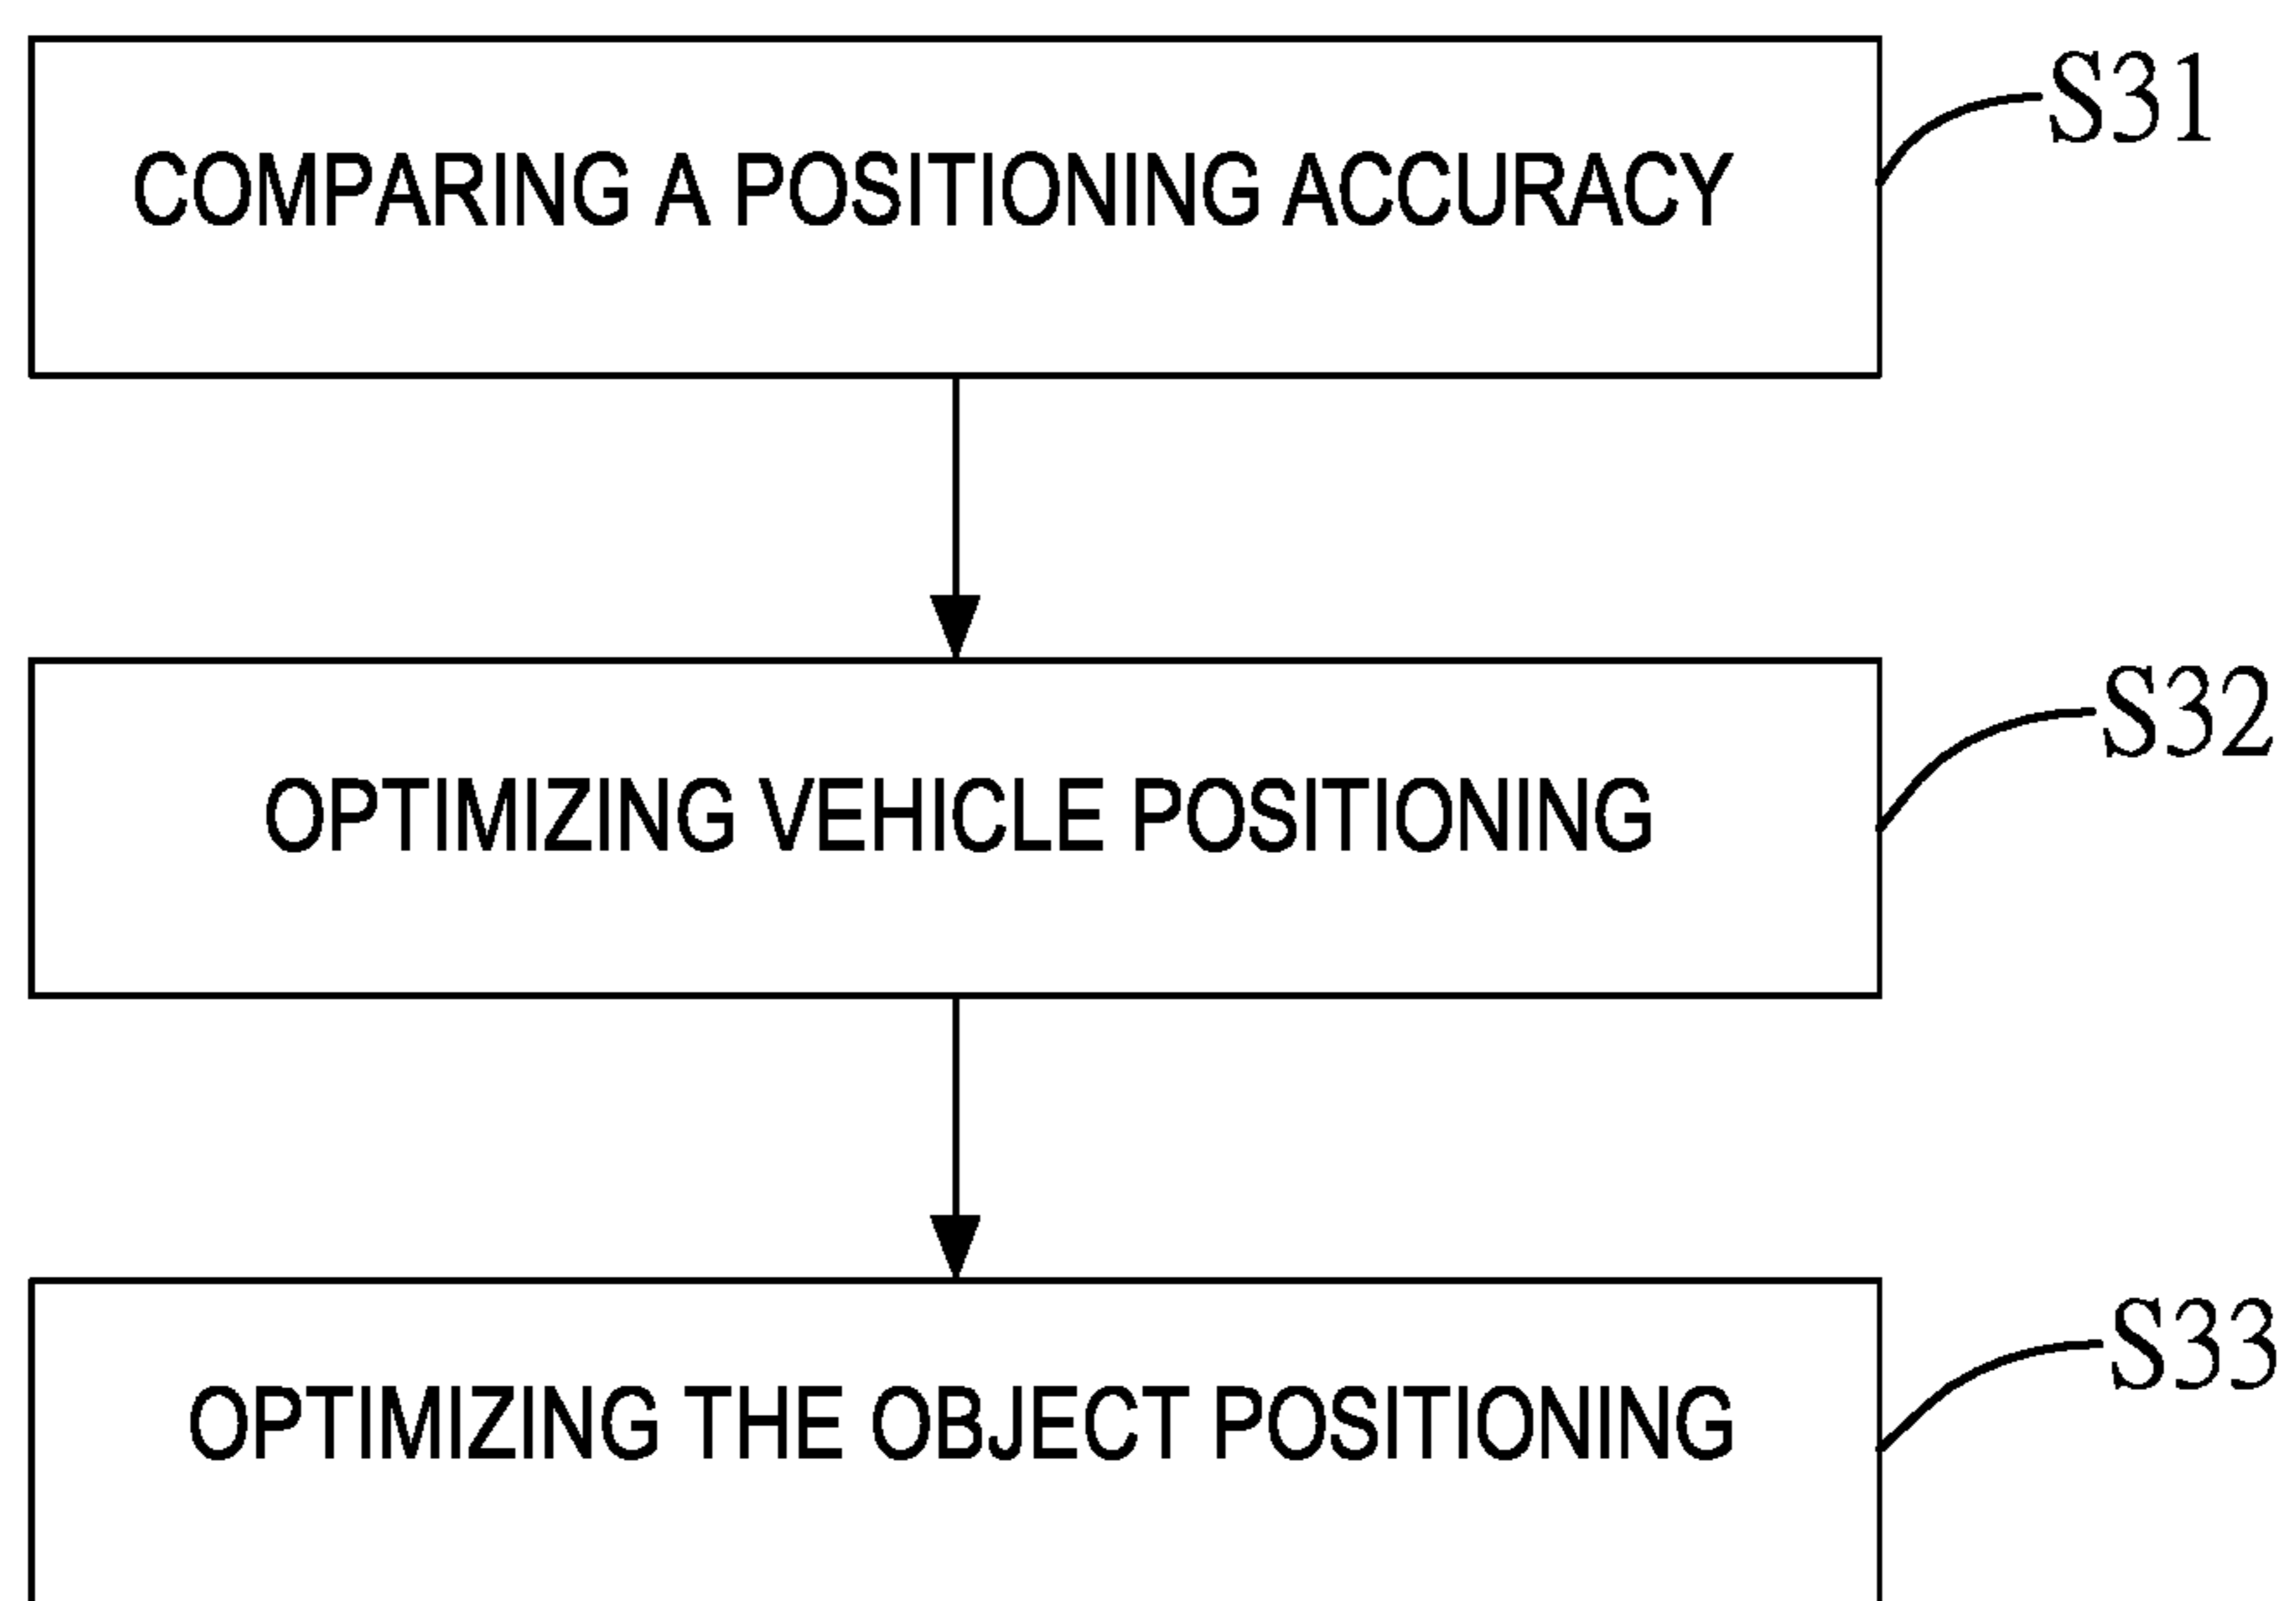 S31
COMPARING A POSITIONING ACCURACY
S32
OPTIMIZING VEHICLE POSITIONING
S33
OPTIMIZING THE OBJECT POSITIONING